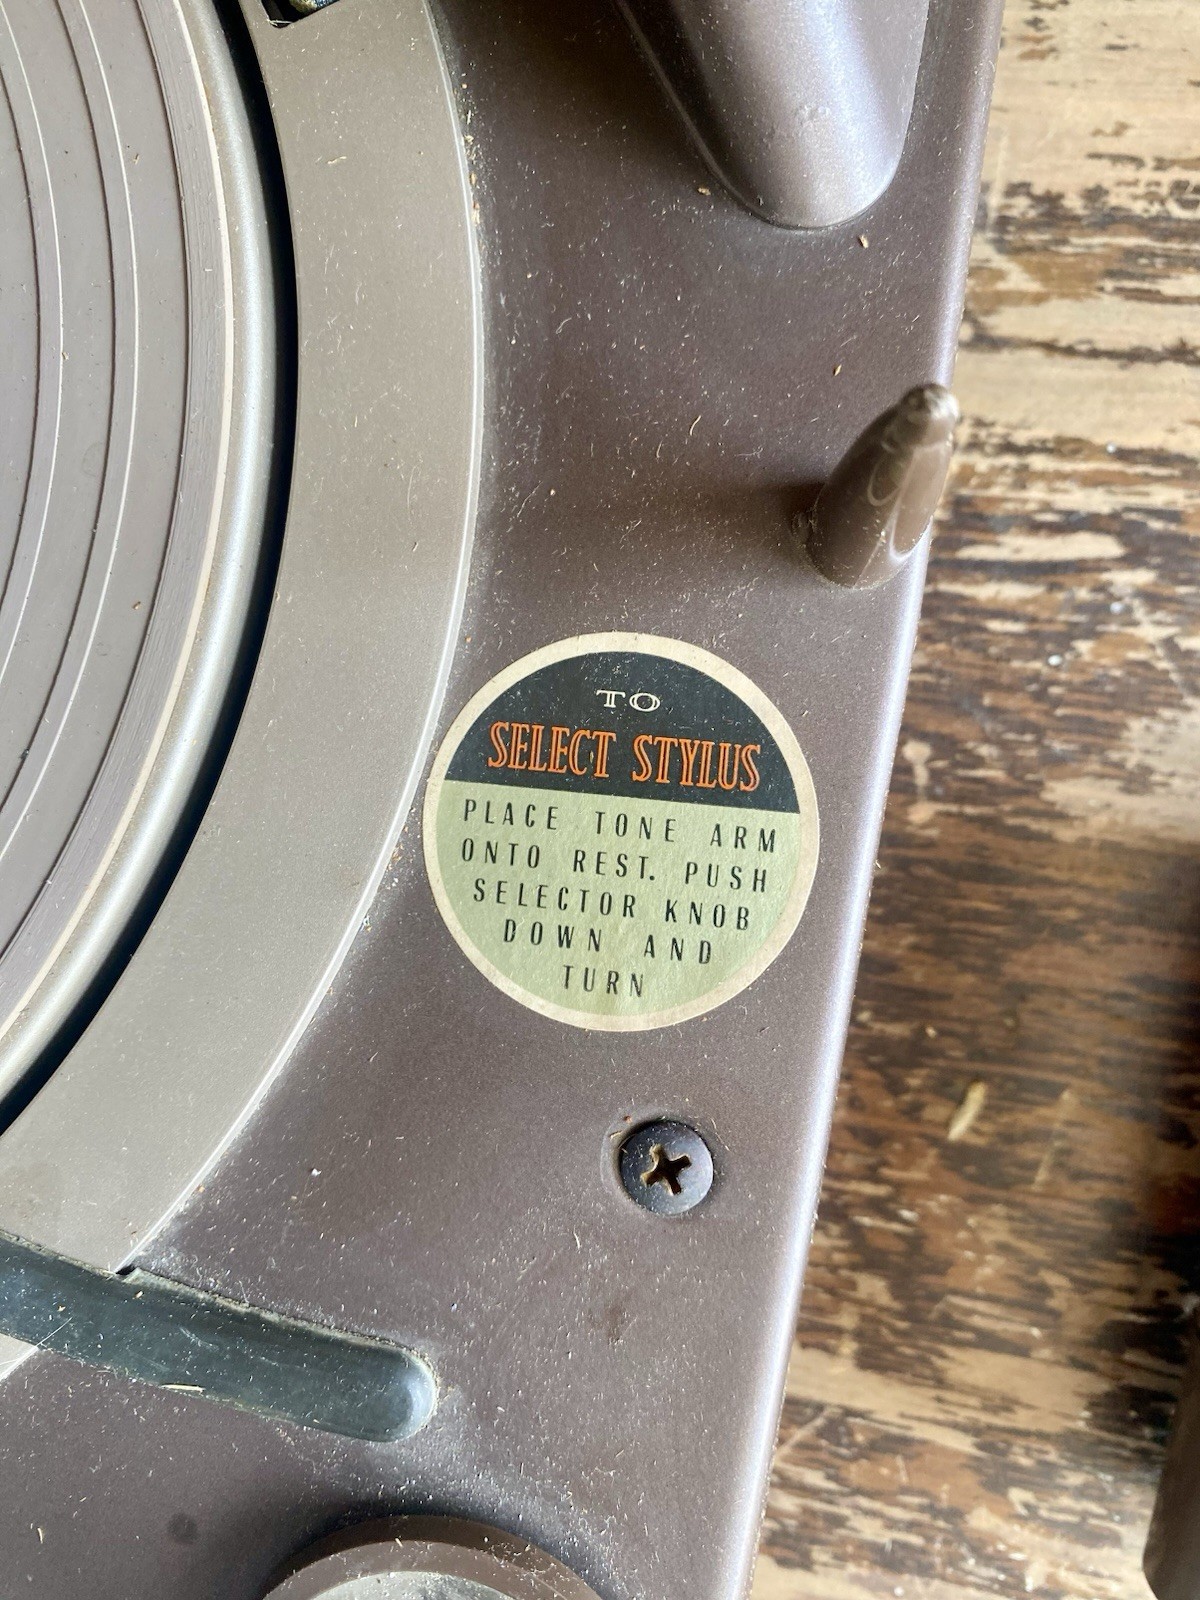 TO
SELECT STYLUS
PLACE TONE ARM
ONTO REST. PUSH
SELECTOR KNOB
DOWN AND
TURN